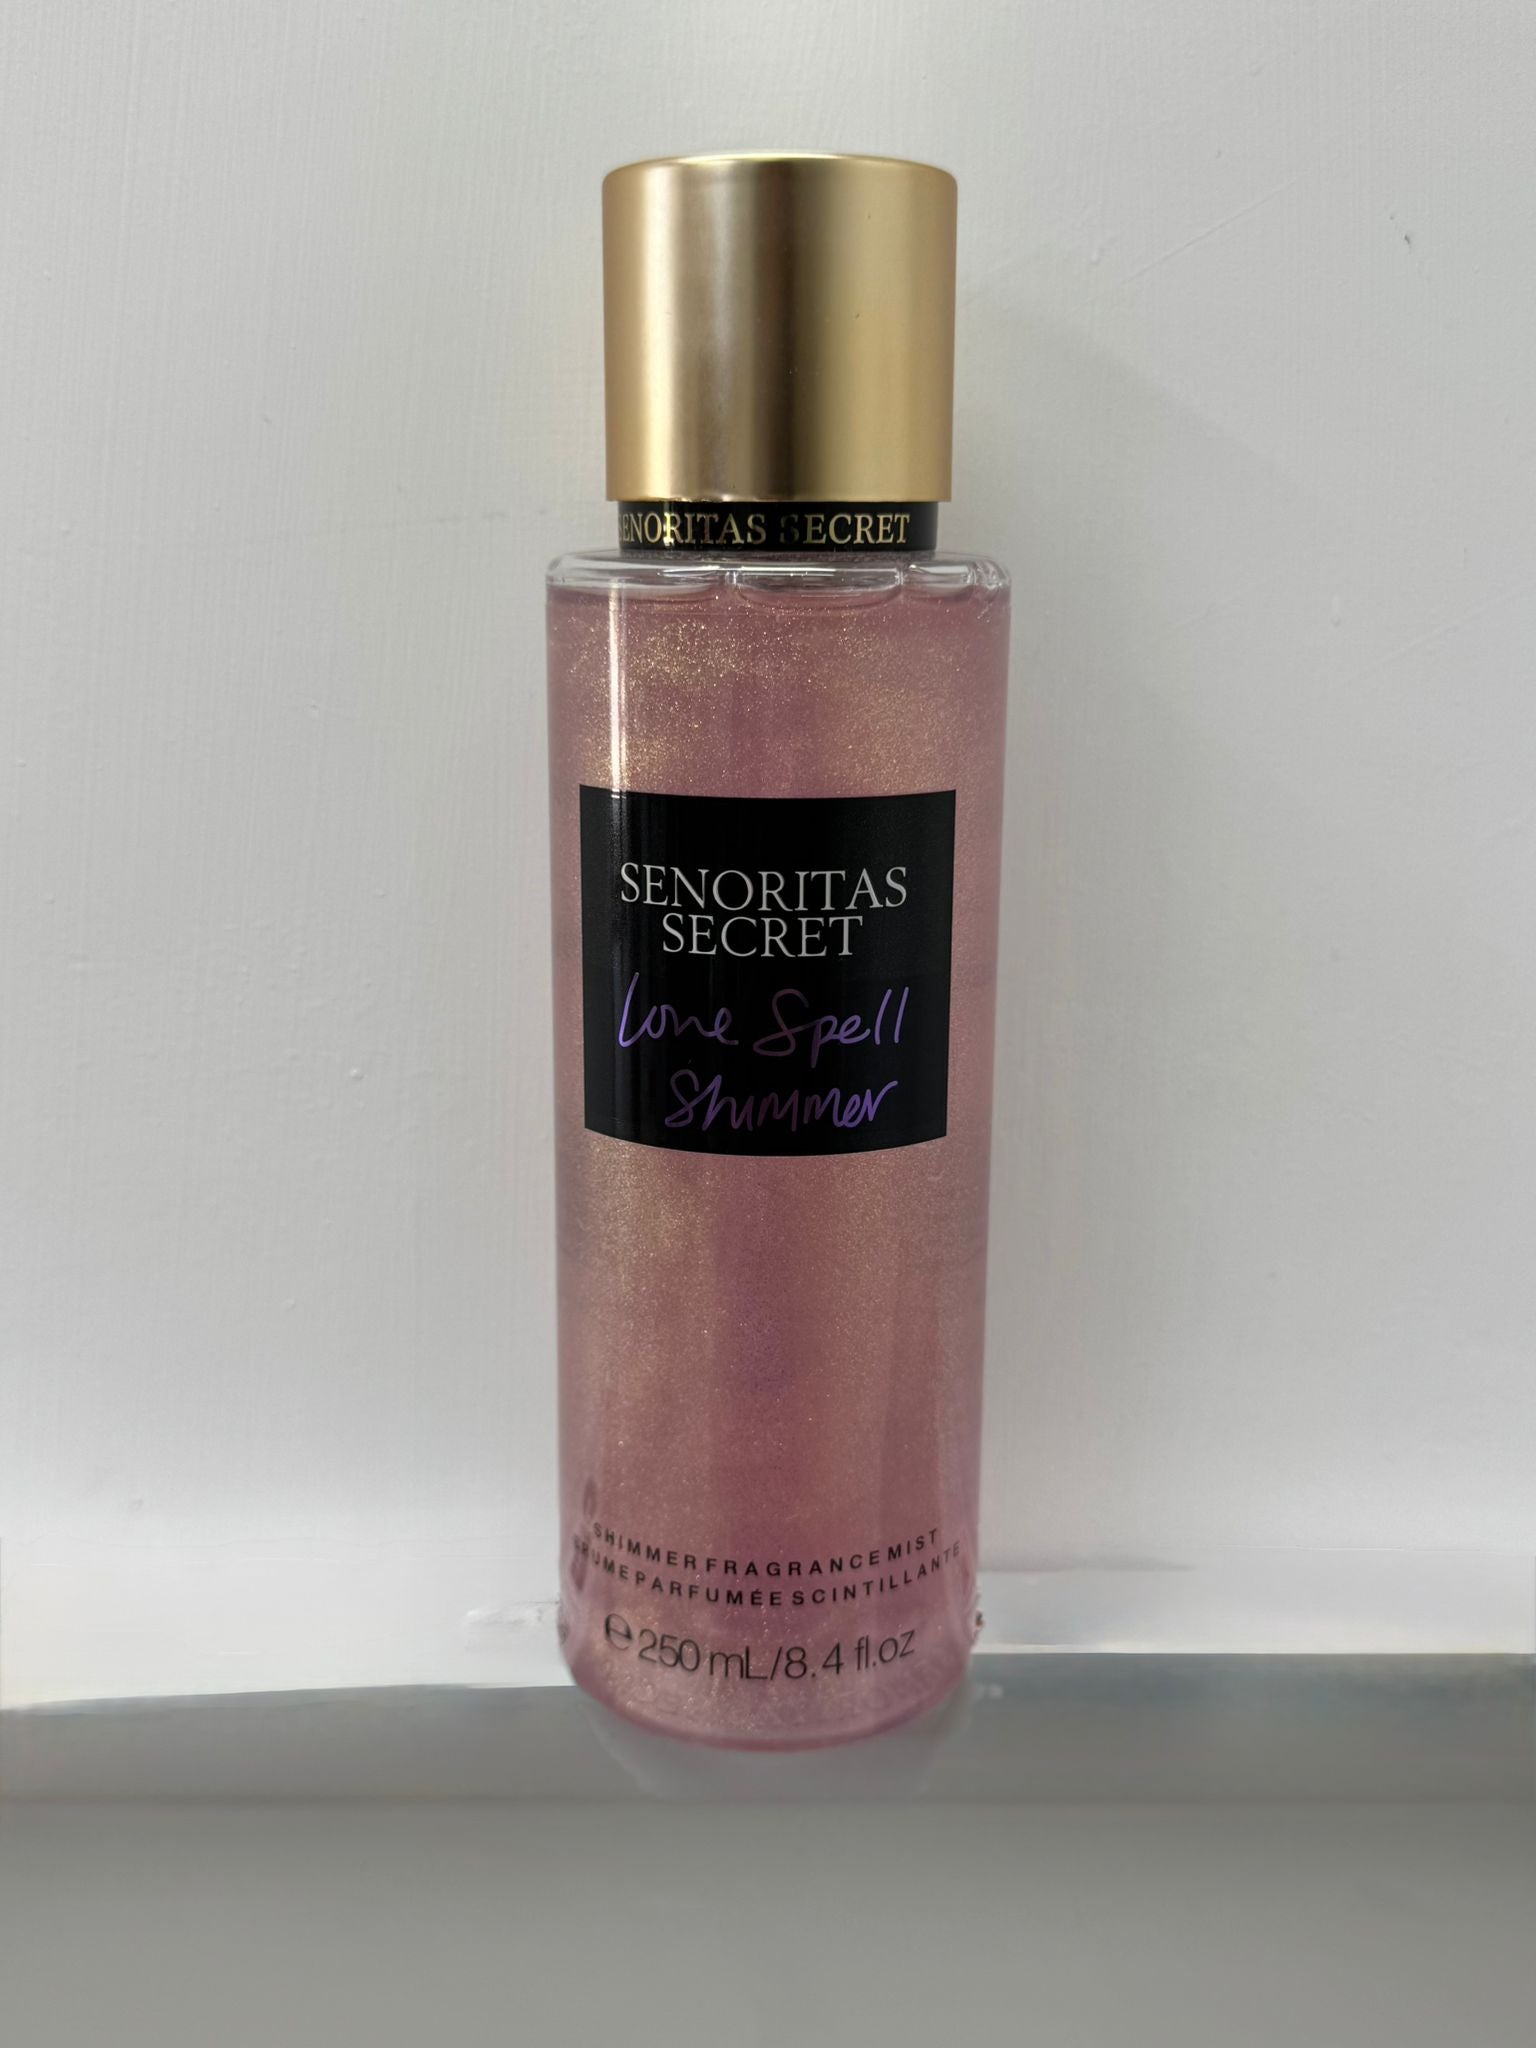 SENORITAS SECRET
SENORITAS
SECRET
Love Spell
Shimmer
SHIMMER FRAGRANCE MIST
BRUME PARFUMÉE SCINTILLANTE
℮ 250 mL/8.4 fl.oz